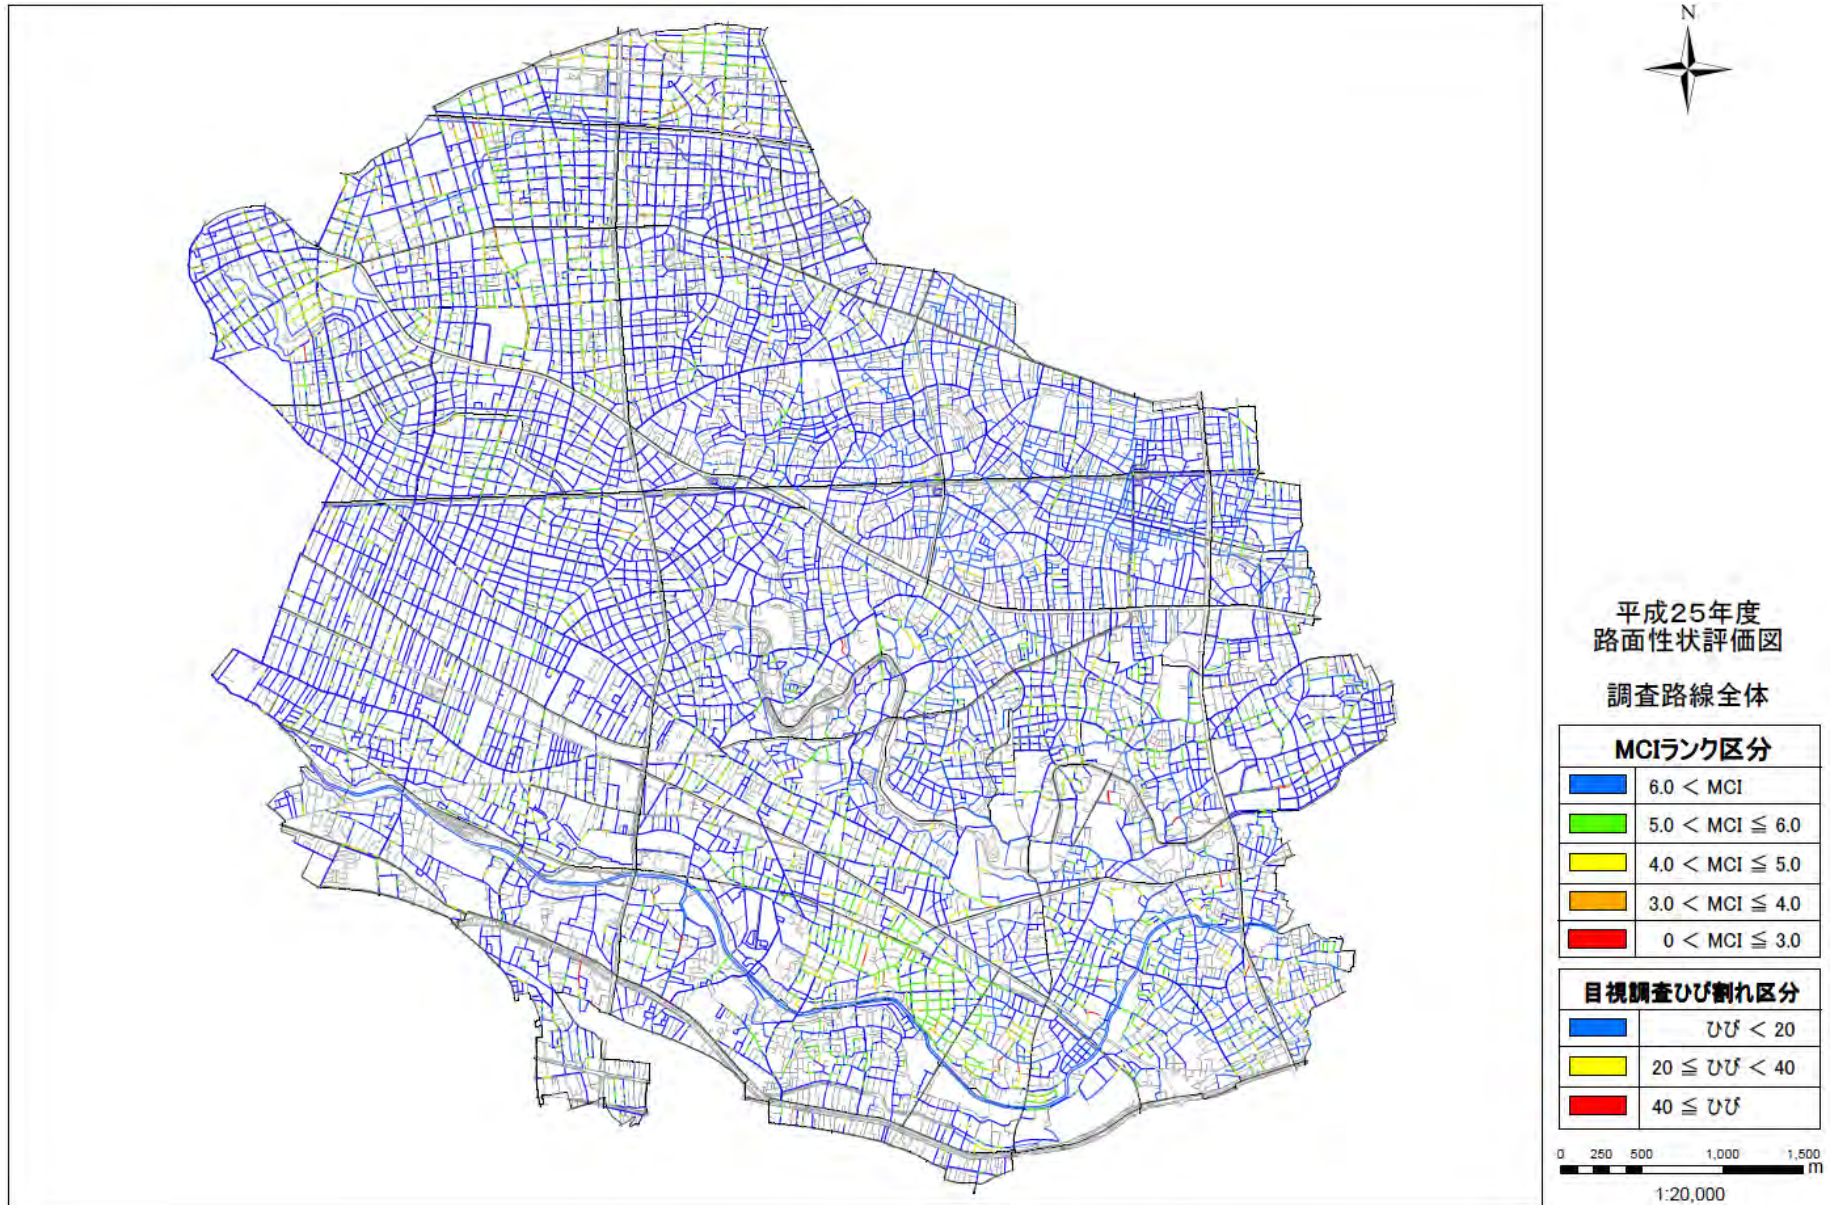 N
平成25年度
路面性状評価図
調査路線全体
MCIランク区分
6.0 < MCI
5.0 < MCI ≦ 6.0
4.0 < MCI ≦ 5.0
3.0 < MCI ≦ 4.0
0 < MCI ≦ 3.0
目視調査ひび割れ区分
ひび < 20
20 ≦ ひび < 40
40 ≦ ひび
0 250 500 1,000 1,500
m
1:20,000